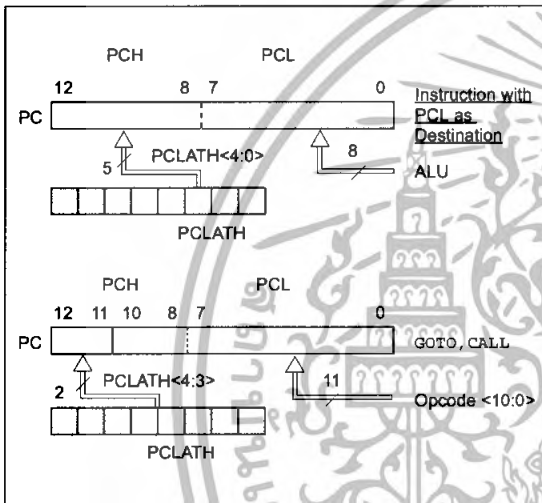 PCH PCL
12 8 7 0
PC
Instruction with
PCL as
Destination
5 PCLATH<4:0>
8
ALU
PCLATH
PCH PCL
12 11 10 8 7 0
PC
GOTO, CALL
2 PCLATH<4:3>
11
Opcode <10:0>
PCLATH